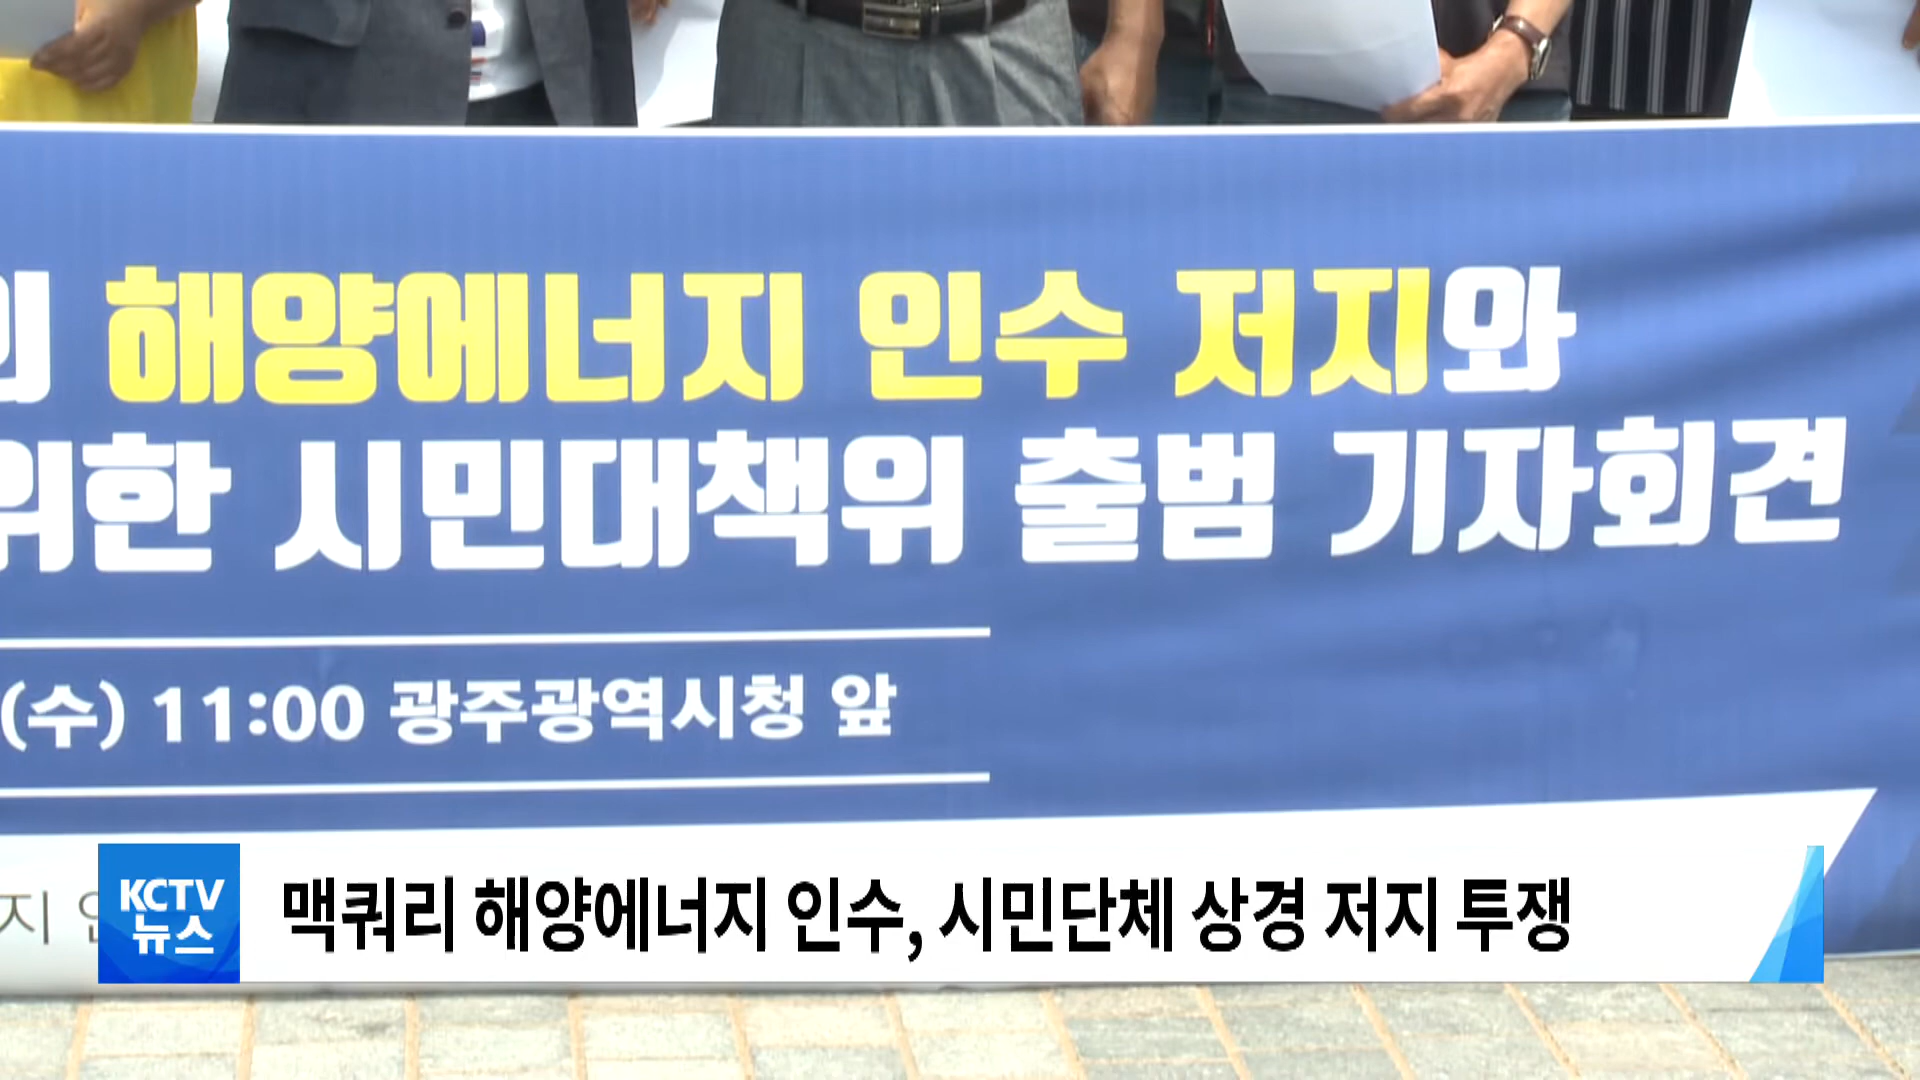 해양에너지 인수 저지와
위한 시민대책위 출범 기자회견
(수) 11:00 광주광역시청 앞
KCTV
뉴스
맥쿼리 해양에너지 인수, 시민단체 상경 저지 투쟁